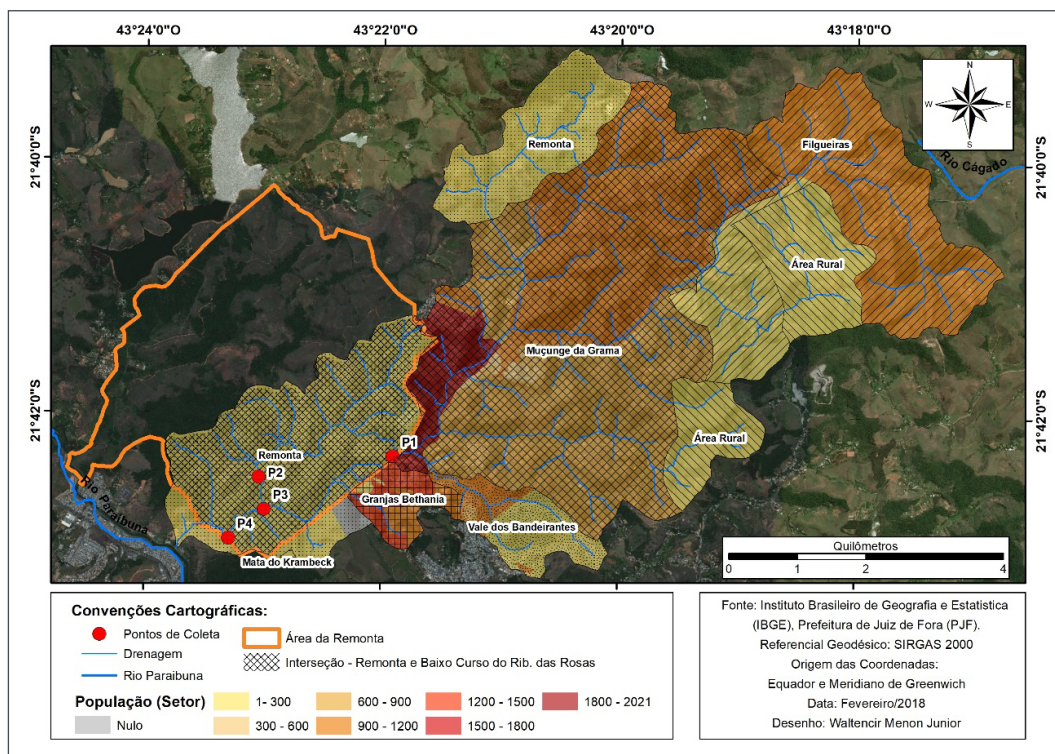 43°24'0"W 43°22'0"W 43°20'0"W 43°18'0"W
N
W E
S
21°40'0"S
21°40'0"S
Remonta
Filgueiras
Rio Cágado
Área Rural
Muçunge da Grama
21°42'0"S
21°42'0"S
Área Rural
P1
Remonta
P2
P3
Granjas Bethania
Rio Paraibuna
P4
Vale dos Bandeirantes
Mata do Krambeck
Quilômetros
0 1 2 4
Convenções Cartográficas:
Pontos de Coleta
Drenagem
Rio Paraibuna
Área da Remonta
Interseção - Remonta e Baixo Curso do Rib. das Rosas
População (Setor)
Nulo
1- 300
300 - 600
600 - 900
900 - 1200
1200 - 1500
1500 - 1800
1800 - 2021
Fonte: Instituto Brasileiro de Geografia e Estatistica
(IBGE), Prefeitura de Juiz de Fora (PJF).
Referencial Geodésico: SIRGAS 2000
Origem das Coordenadas:
Equador e Meridiano de Greenwich
Data: Fevereiro/2018
Desenho: Waltencir Menon Junior